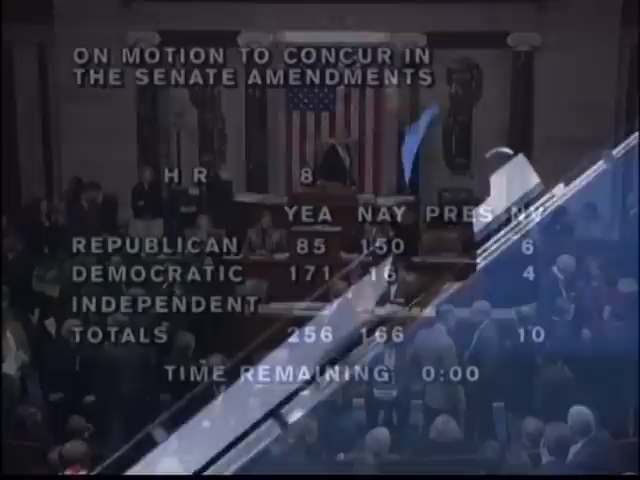 ON MOTION TO CONCUR IN
THE SENATE AMENDMENTS
HR 8
YEA NAY PRES NV
REPUBLICAN 85 150 6
DEMOCRATIC 171 16 4
INDEPENDENT
TOTALS 256 166 10
TIME REMAINING 0:00